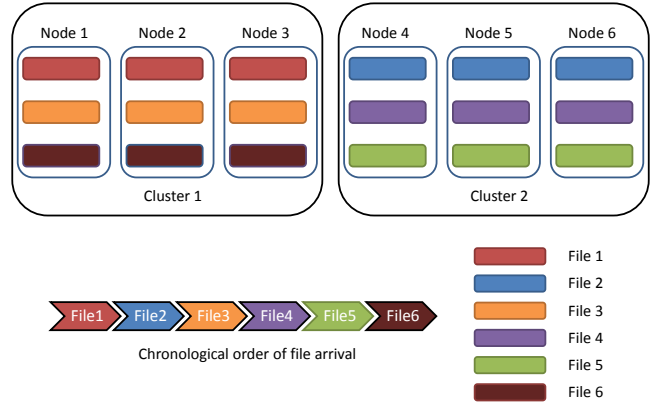 Node 1 Node 2 Node 3 Node 4 Node 5 Node 6
Cluster 1 Cluster 2
File 1
File 2
File1 File2 File3 File4 File5 File6
File 3
Chronological order of file arrival
File 4
File 5
File 6